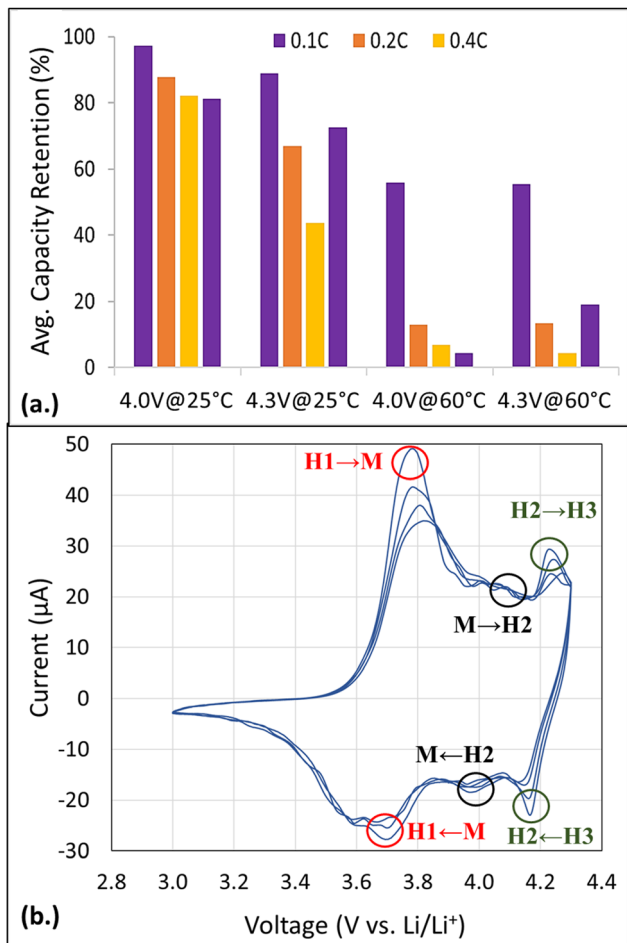 100
80
60
40
20
0
Avg. Capacity Retention (%)
0.1C 0.2C 0.4C
4.0V@25°C 4.3V@25°C 4.0V@60°C 4.3V@60°C
(a.)
50
40
30
20
10
0
-10
-20
-30
Current (µA)
H1→M
H2→H3
M→H2
M←H2
H1←M
H2←H3
2.8 3.0 3.2 3.4 3.6 3.8 4.0 4.2 4.4
(b.)
Voltage (V vs. Li/Li⁺)